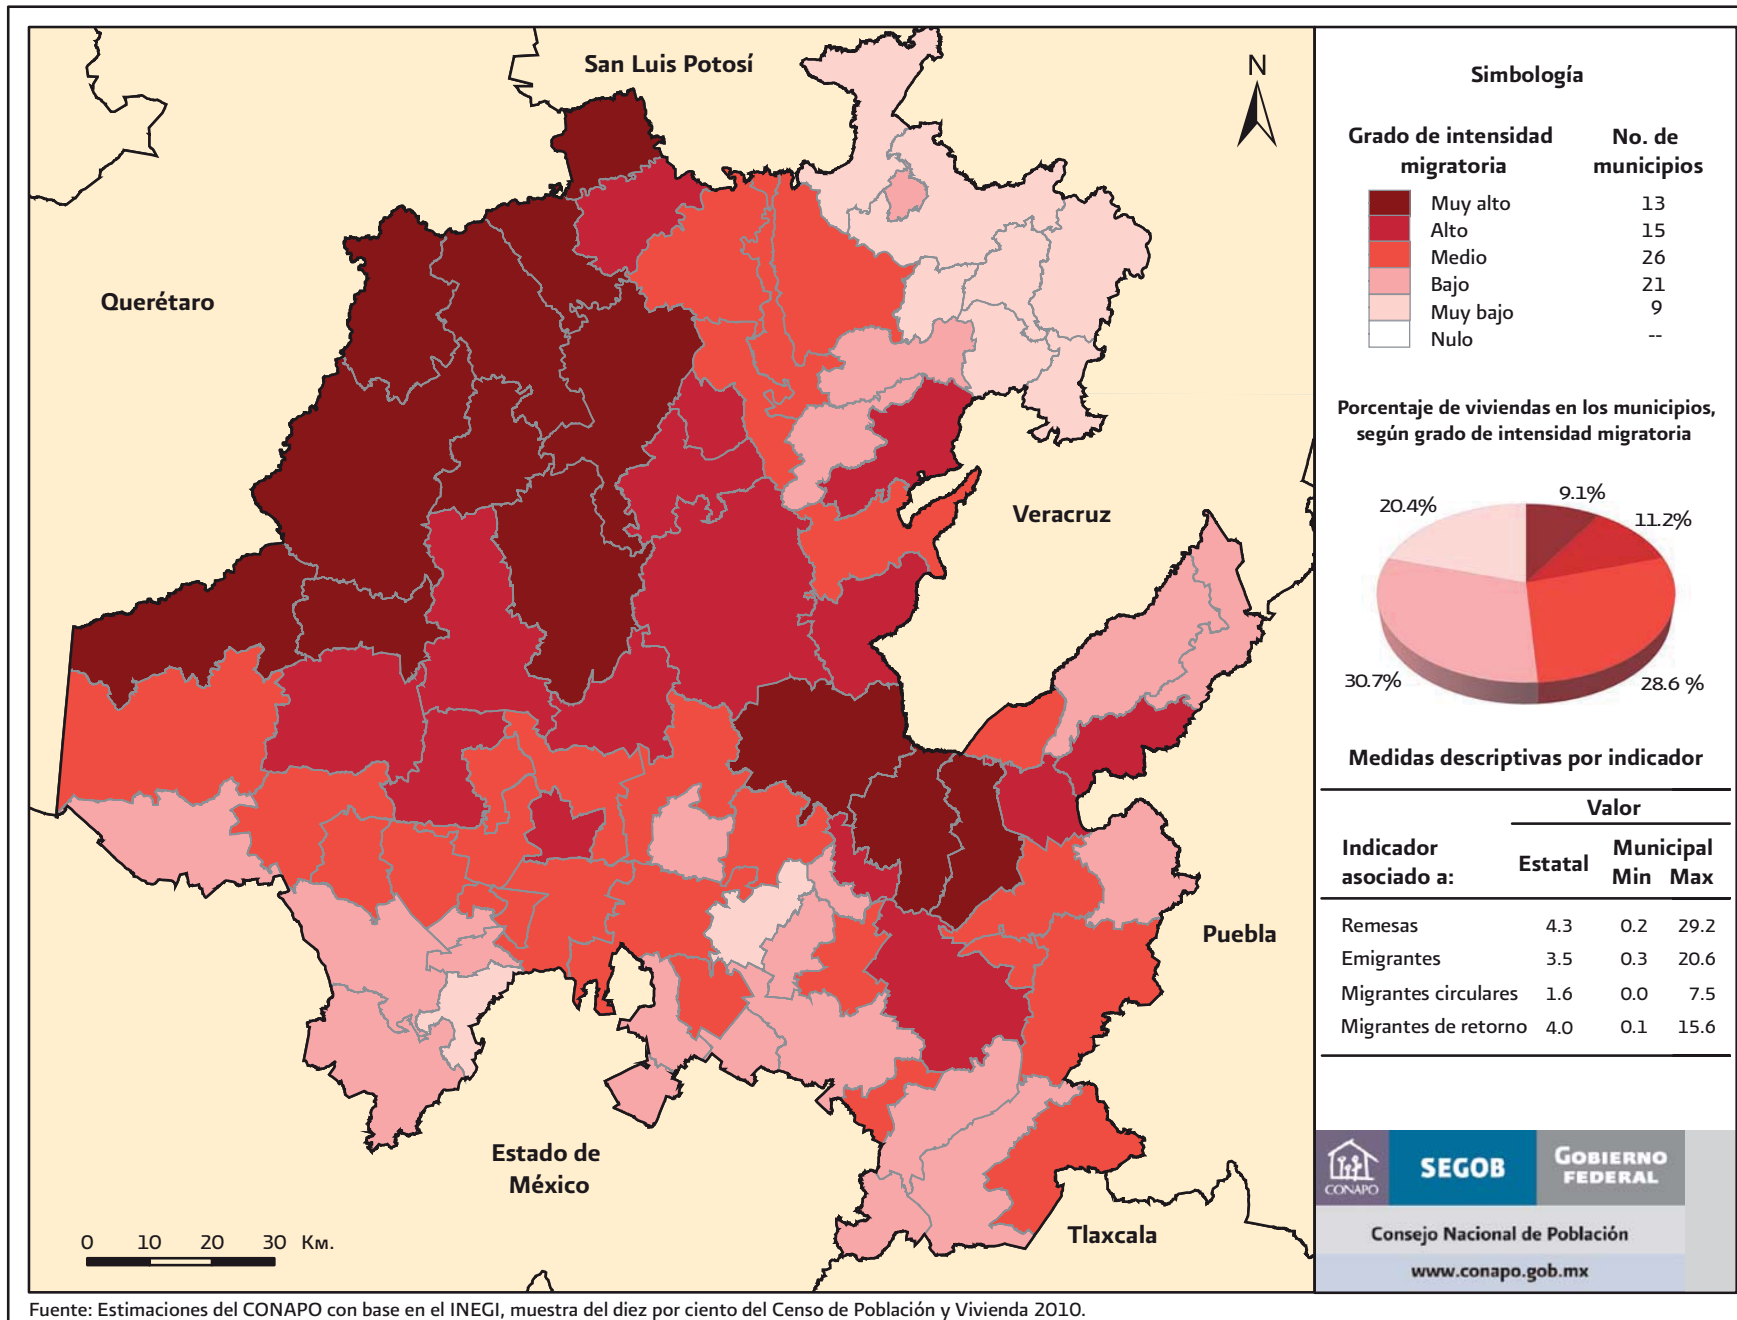 San Luis Potosí
N
Querétaro
Veracruz
Puebla
Estado de
México
Tlaxcala
0 10 20 30 Km.
Simbología
Grado de intensidad
migratoria
No. de
municipios
Muy alto 13
Alto 15
Medio 26
Bajo 21
Muy bajo 9
Nulo --
Porcentaje de viviendas en los municipios,
según grado de intensidad migratoria
20.4%
9.1%
11.2%
30.7%
28.6 %
Medidas descriptivas por indicador
Valor
Indicador
asociado a:
Estatal
Municipal
Min Max
Remesas 4.3 0.2 29.2
Emigrantes 3.5 0.3 20.6
Migrantes circulares 1.6 0.0 7.5
Migrantes de retorno 4.0 0.1 15.6
CONAPO
SEGOB
GOBIERNO
FEDERAL
Consejo Nacional de Población
www.conapo.gob.mx
Fuente: Estimaciones del CONAPO con base en el INEGI, muestra del diez por ciento del Censo de Población y Vivienda 2010.